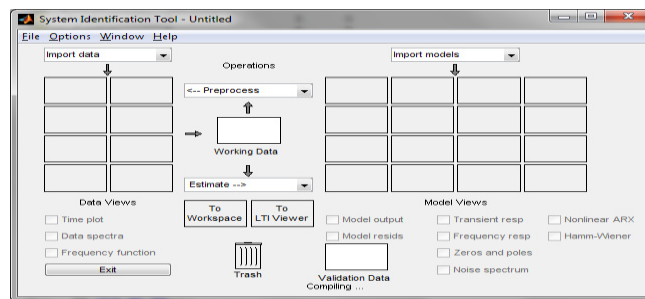 System Identification Tool - Untitled
File Options Window Help
Import data
Import models
Operations
<-- Preprocess
Working Data
Estimate -->
Data Views
To Workspace
To LTI Viewer
Model Views
Time plot
Data spectra
Frequency function
Exit
Trash
Model output
Model resids
Transient resp
Frequency resp
Zeros and poles
Noise spectrum
Nonlinear ARX
Hamm-Wiener
Validation Data
Compiling ...